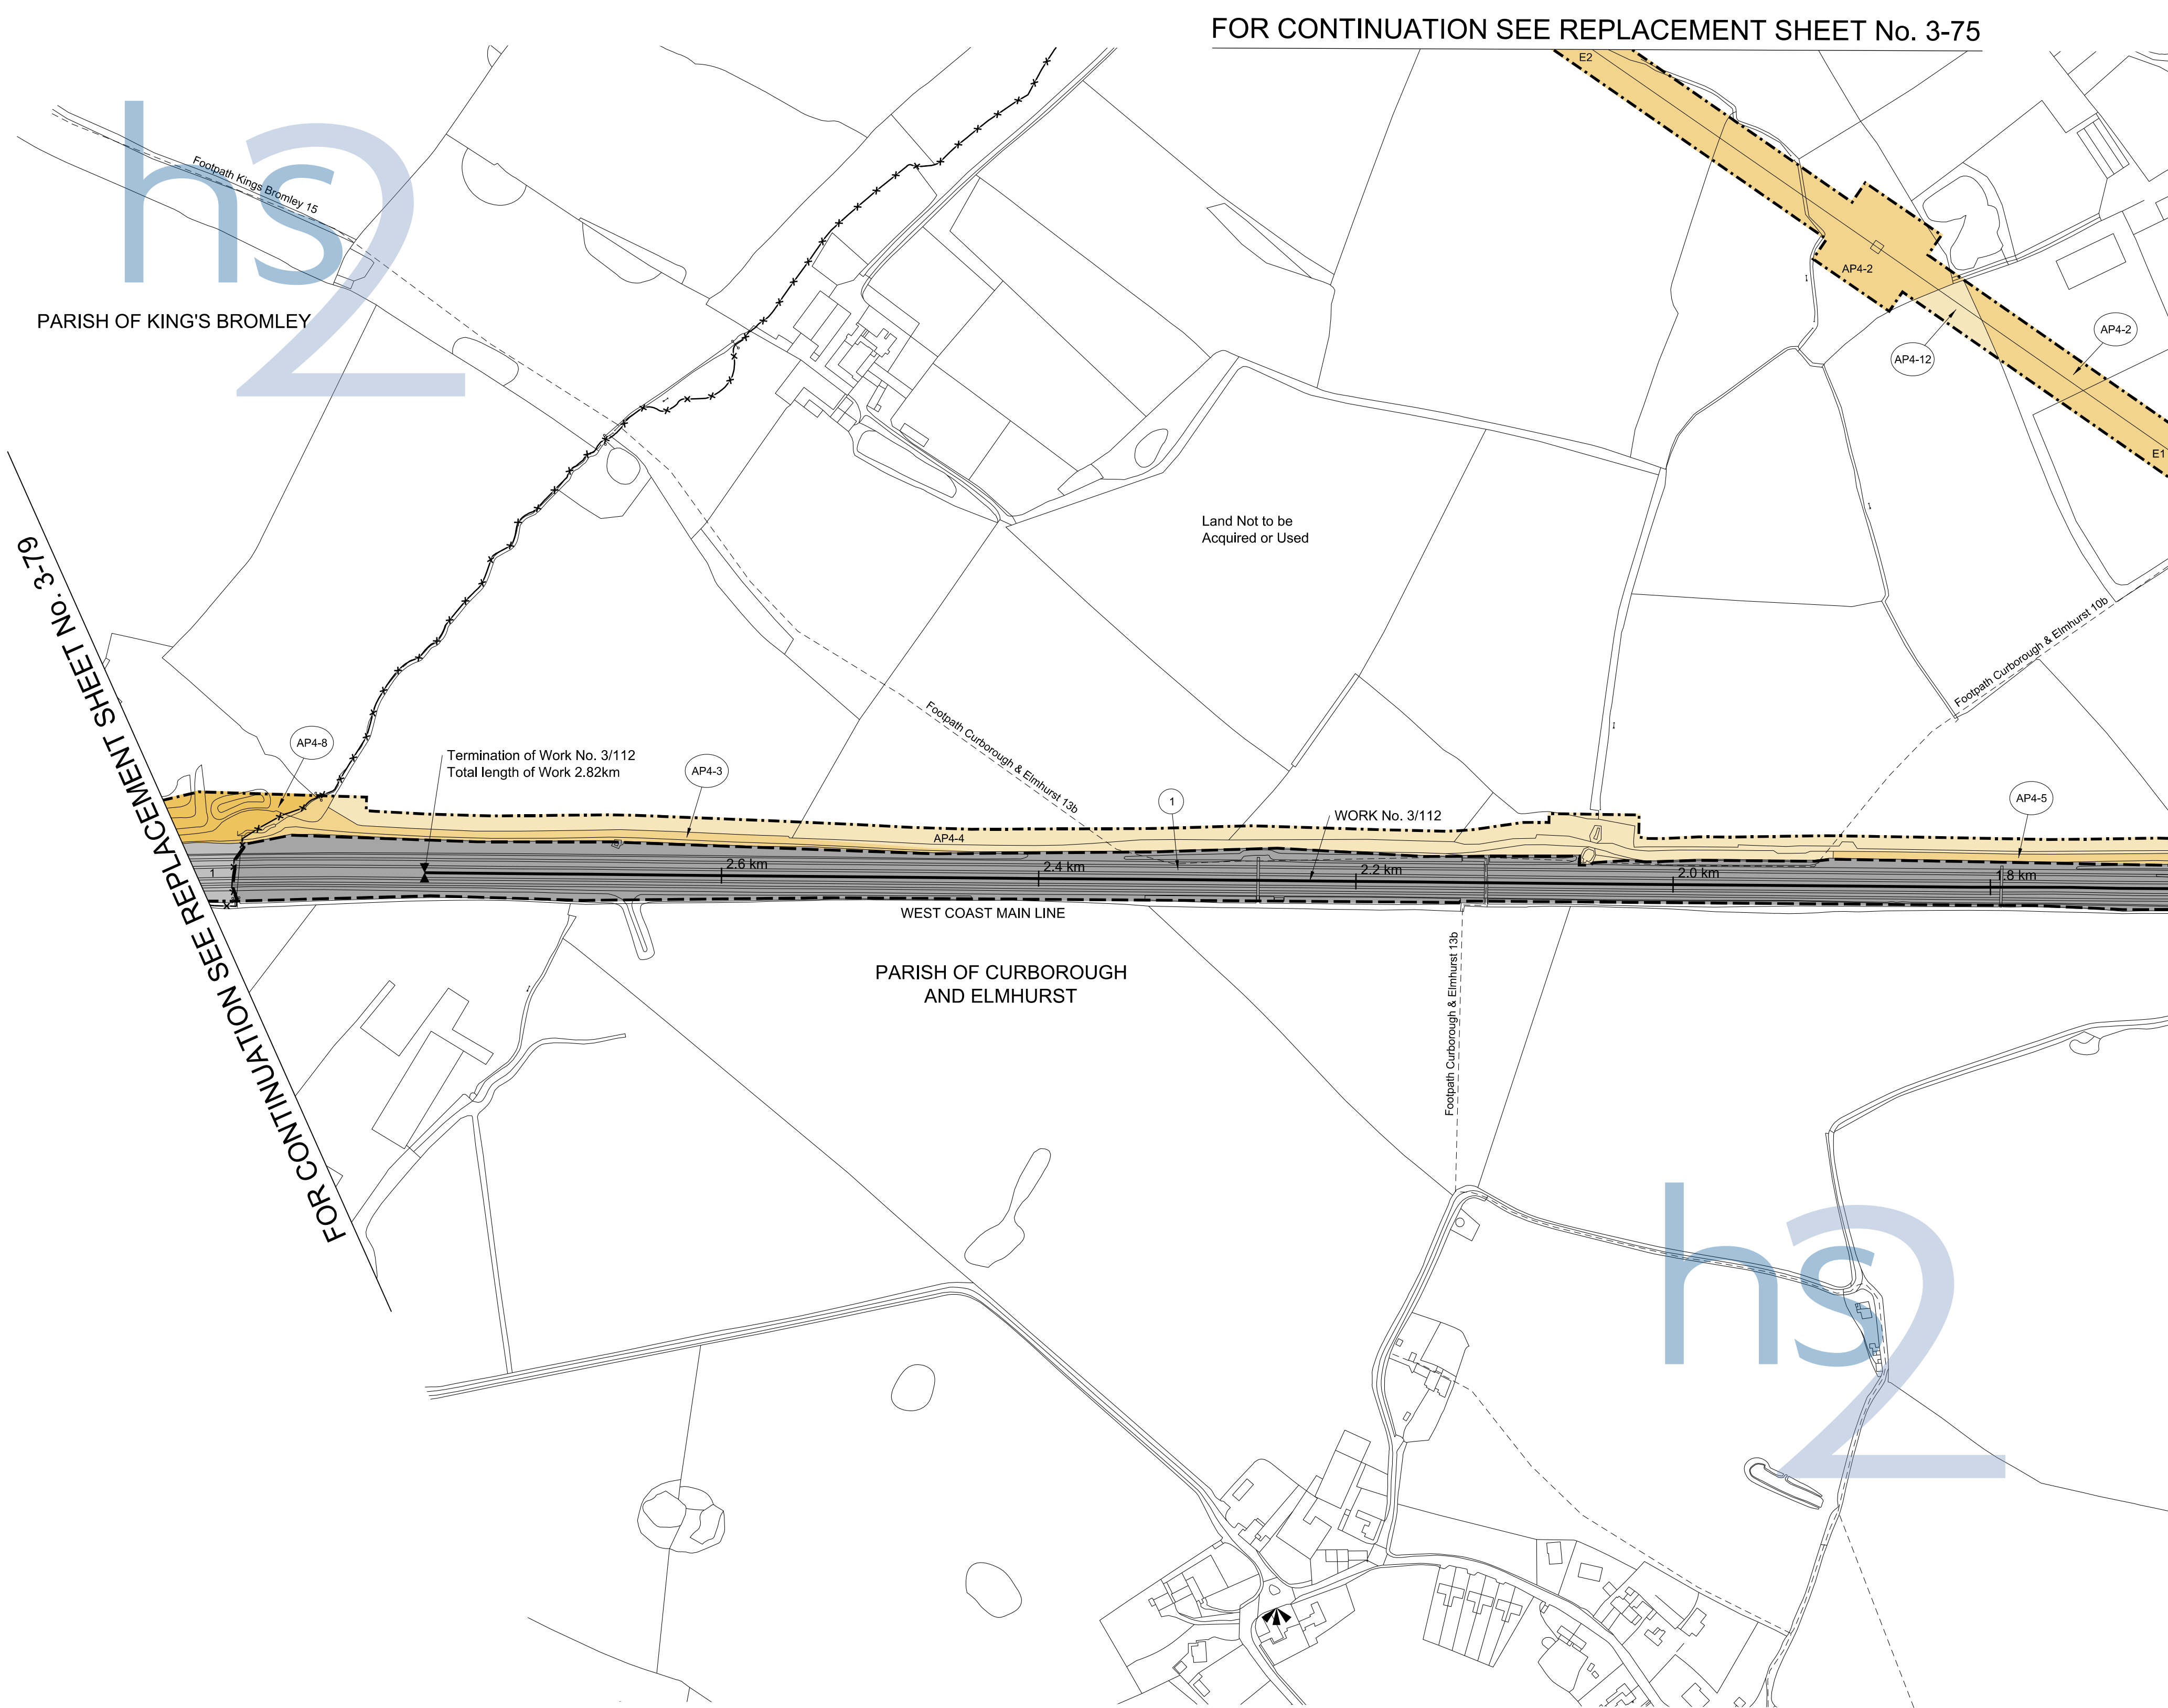 FOR CONTINUATION SEE REPLACEMENT SHEET No. 3-75
E2
hs2
Footpath Kings Bromley 15
PARISH OF KING'S BROMLEY
AP4-2
AP4-2
AP4-12
E1
Land Not to be
Acquired or Used
FOR CONTINUATION SEE REPLACEMENT SHEET No. 3-79
Footpath Curborough & Elmhurst 10b
Footpath Curborough & Elmhurst 13b
AP4-8
Termination of Work No. 3/112
Total length of Work 2.82km
AP4-3
1
WORK No. 3/112
AP4-5
AP4-4
1
2.6 km
2.4 km
2.2 km
2.0 km
1.8 km
WEST COAST MAIN LINE
PARISH OF CURBOROUGH
AND ELMHURST
Footpath Curborough & Elmhurst 13b
hs2